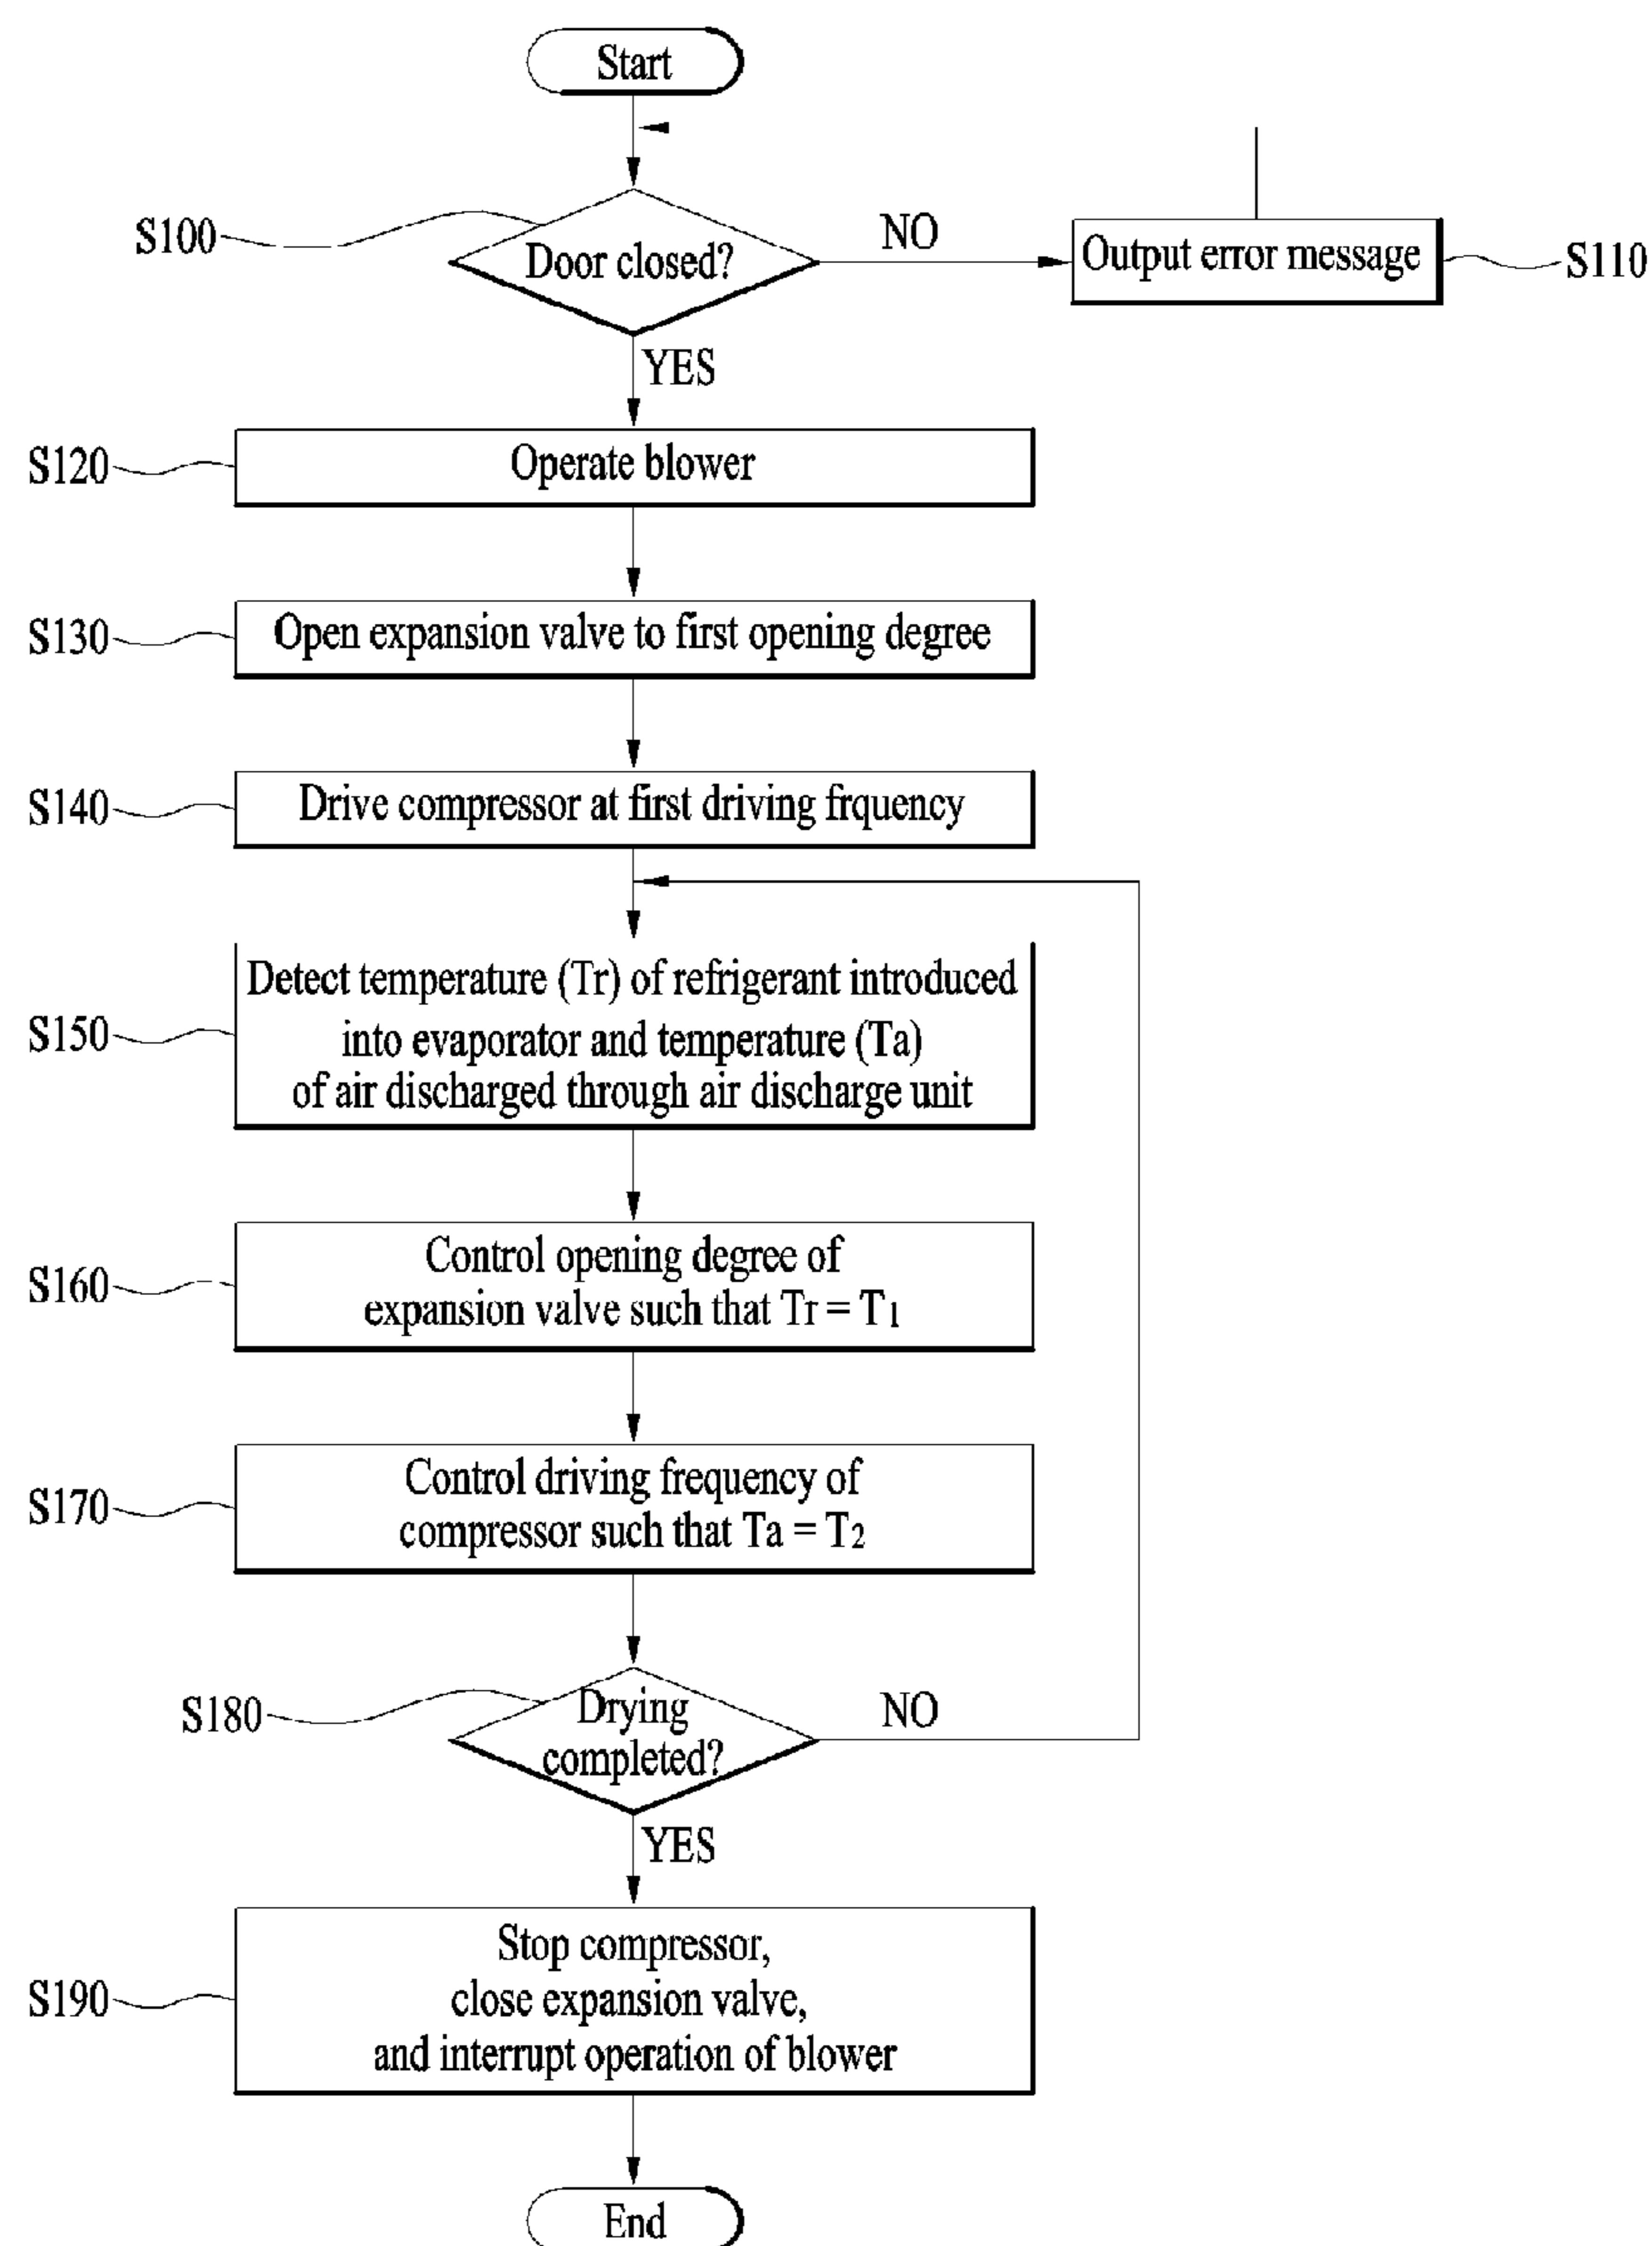 Start
S100
Door closed?
NO
Output error message
S110
YES
S120
Operate blower
S130
Open expansion valve to first opening degree
S140
Drive compressor at first driving frquency
S150
Detect temperature (Tr) of refrigerant introduced
into evaporator and temperature (Ta)
of air discharged through air discharge unit
S160
Control opening degree of
expansion valve such that Tr = T1
S170
Control driving frequency of
compressor such that Ta = T2
S180
Drying
completed?
NO
YES
S190
Stop compressor,
close expansion valve,
and interrupt operation of blower
End